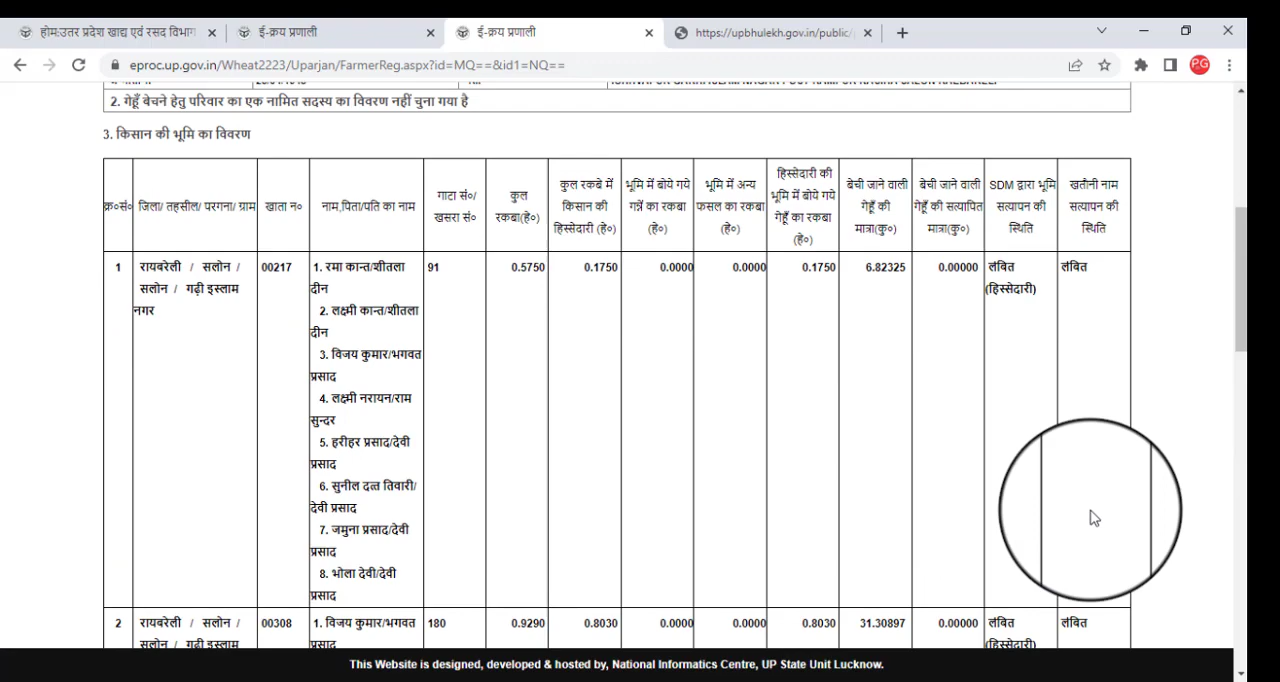 होम:उत्तर प्रदेश खाद्य एवं रसद विभाग
ई-क्रय प्रणाली
ई-क्रय प्रणाली
https://upbhulekh.gov.in/public/
eproc.up.gov.in/Wheat2223/Uparjan/FarmerReg.aspx?id=MQ==&id1=NQ==
PG
2. गेहूँ बेचने हेतु परिवार का एक नामित सदस्य का विवरण नहीं चुना गया है
3. किसान की भूमि का विवरण
क्र०सं० जिला/ तहसील/ परगना/ ग्राम खाता न० नाम,पिता/पति का नाम
गाटा सं०/
खसरा सं०
कुल
रकबा(हे०)
कुल रकबे में
किसान की
हिस्सेदारी (हे०)
भूमि में बोये गये
गन्नें का रकबा
(हे०)
भूमि में अन्य
फसल का रकबा
(हे०)
हिस्सेदारी की
भूमि में बोये गये
गेहूँ का रकबा
(हे०)
बेची जाने वाली
गेहूँ की
मात्रा(कु०)
बेची जाने वाली
गेहूँ की सत्यापित
मात्रा(कु०)
SDM द्वारा भूमि
सत्यापन की
स्थिति
खतौनी नाम
सत्यापन की
स्थिति
1
रायबरेली / सलोन /
सलोन / गढ़ी इस्लाम
नगर
00217
1. रमा कान्त/शीतला
दीन
2. लक्ष्मी कान्त/शीतला
दीन
3. विजय कुमार/भगवत
प्रसाद
4. लक्ष्मी नरायन/राम
सुन्दर
5. हरीहर प्रसाद/देवी
प्रसाद
6. सुनील दत्त तिवारी/
देवी प्रसाद
7. जमुना प्रसाद/देवी
प्रसाद
8. भोला देवी/देवी
प्रसाद
91
0.5750
0.1750
0.0000
0.0000
0.1750
6.82325
0.00000
लंबित
(हिस्सेदारी)
लंबित
2
रायबरेली / सलोन /
सलोन / गढ़ी इस्लाम
00308
1. विजय कुमार/भगवत
प्रसाद
180
0.9290
0.8030
0.0000
0.0000
0.8030
31.30897
0.00000
लंबित
(हिस्सेदारी)
लंबित
This Website is designed, developed & hosted by, National Informatics Centre, UP State Unit Lucknow.